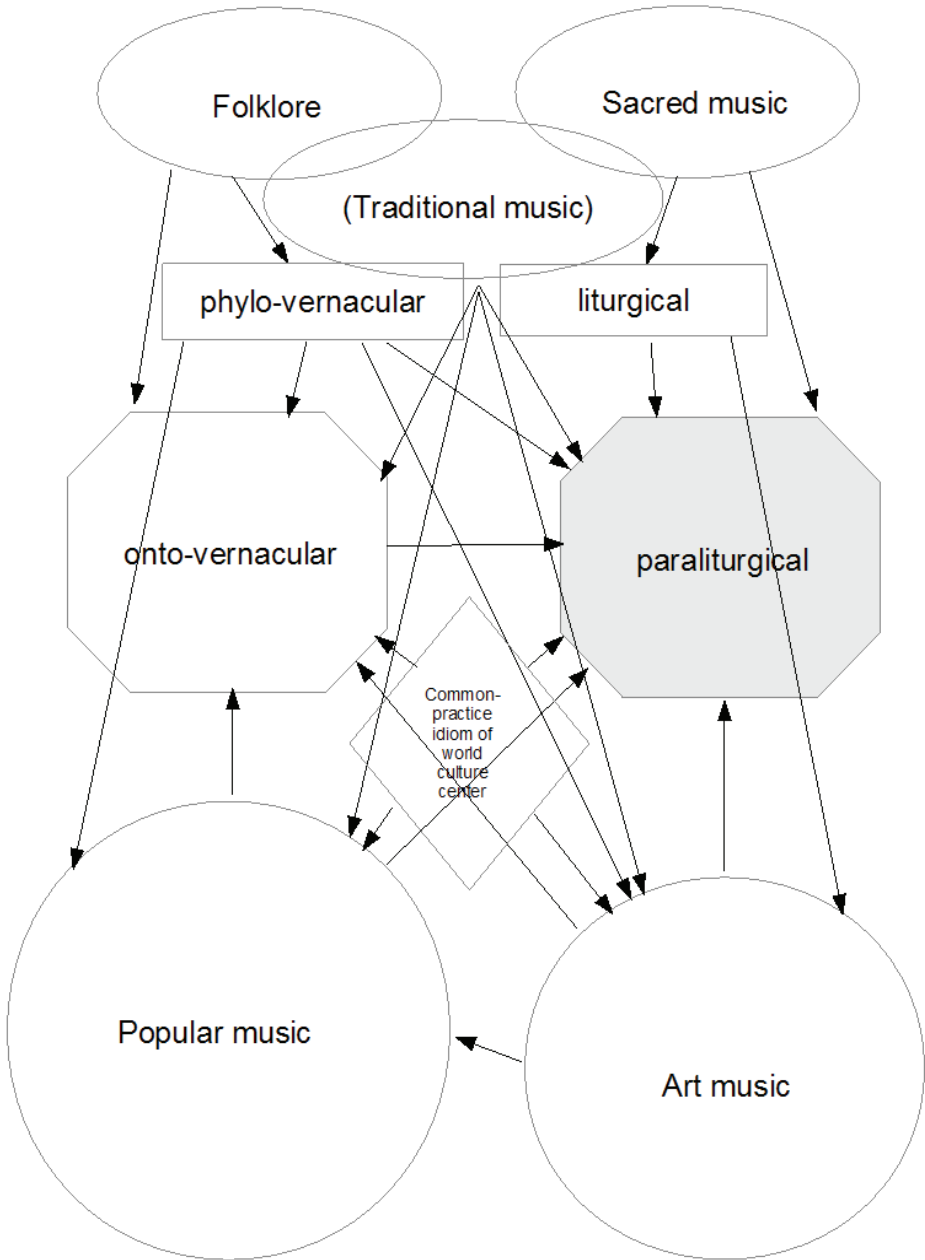 Folklore
Sacred music
(Traditional music)
phylo-vernacular
liturgical
onto-vernacular
paraliturgical
Common-
practice
idiom of
world
culture
center
Popular music
Art music